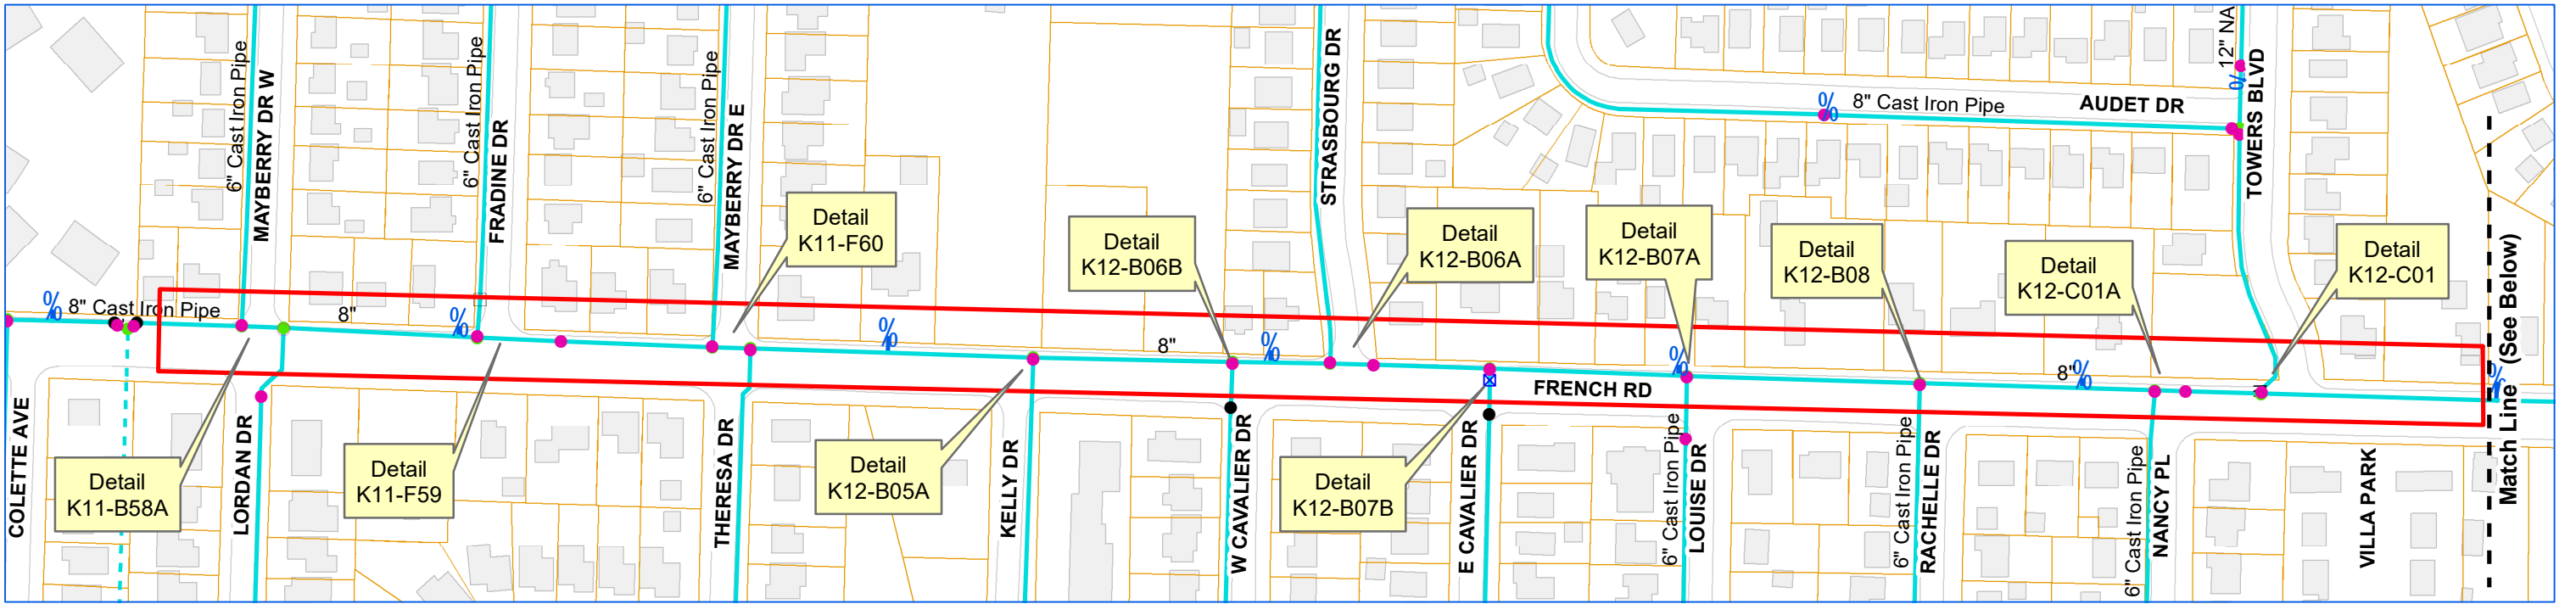 6" Cast Iron Pipe
MAYBERRY DR W
6" Cast Iron Pipe
FRADINE DR
6" Cast Iron Pipe
MAYBERRY DR E
STRASBOURG DR
8" Cast Iron Pipe
AUDET DR
12" NA
TOWERS BLVD
Detail
K11-F60
Detail
K12-B06B
Detail
K12-B06A
Detail
K12-B07A
Detail
K12-B08
Detail
K12-C01A
Detail
K12-C01
8" Cast Iron Pipe
8"
8"
8"
FRENCH RD
Match Line (See Below)
COLETTE AVE
Detail
K11-B58A
LORDAN DR
Detail
K11-F59
THERESA DR
Detail
K12-B05A
KELLY DR
W CAVALIER DR
Detail
K12-B07B
E CAVALIER DR
6" Cast Iron Pipe
LOUISE DR
6" Cast Iron Pipe
RACHELLE DR
6" Cast Iron Pipe
NANCY PL
VILLA PARK